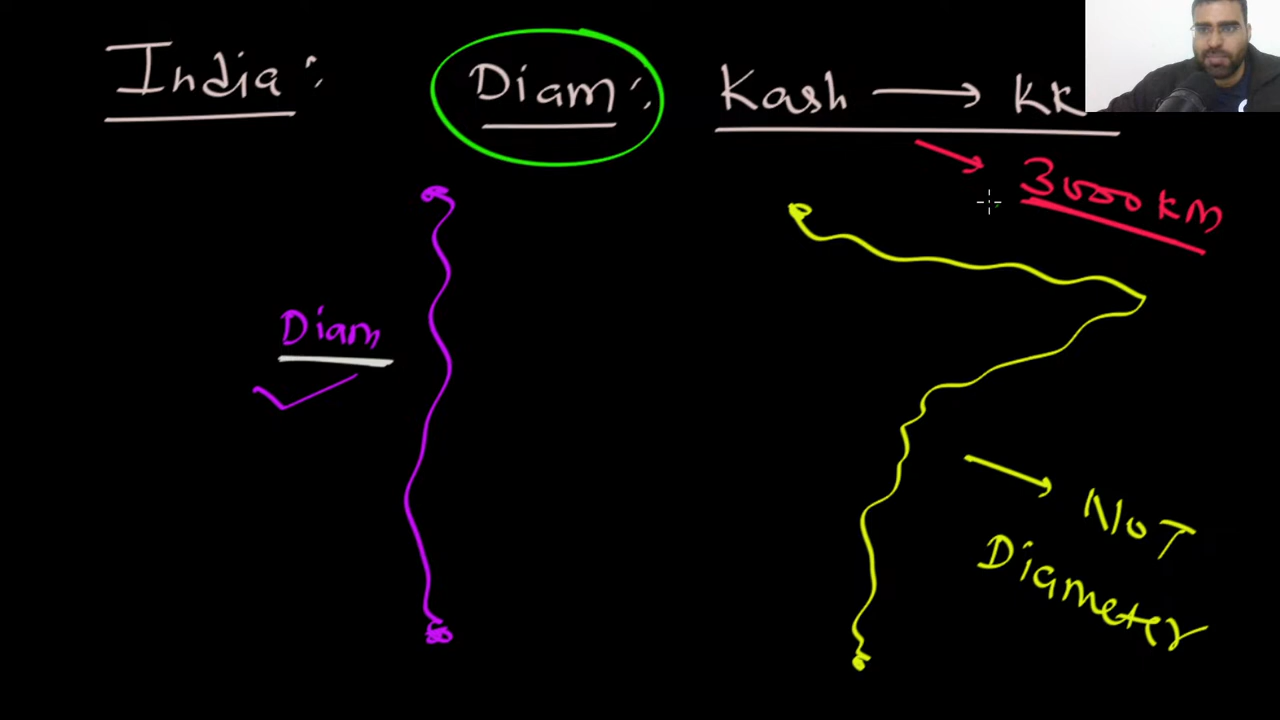 India:
Diam:
Kash → KK
→ 3000 KM
Diam
→ NOT
Diameter